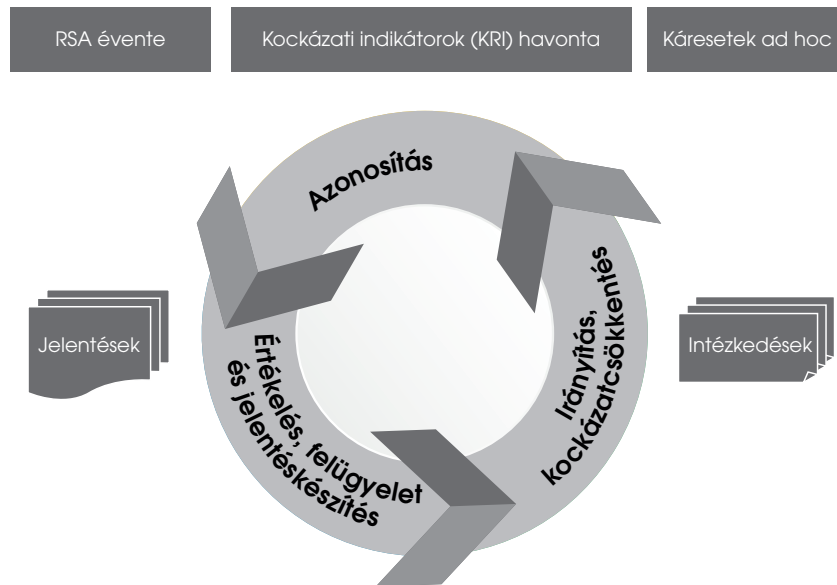 RSA évente
Kockázati indikátorok (KRI) havonta
Káresetek ad hoc
Azonosítás
Jelentések
Értékelés, felügyelet
és jelentéskészítés
Irányítás,
kockázatcsökkentés
Intézkedések